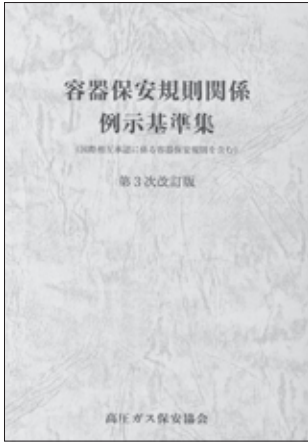 容器保安規則関係
例示基準集
（国際相互承認に係る容器保安規則を含む）
第３次改訂版
高圧ガス保安協会